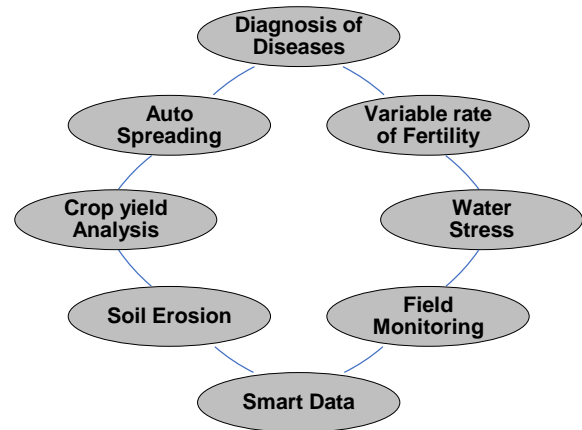 Diagnosis of
Diseases
Auto
Spreading
Variable rate
of Fertility
Crop yield
Analysis
Water
Stress
Soil Erosion
Field
Monitoring
Smart Data